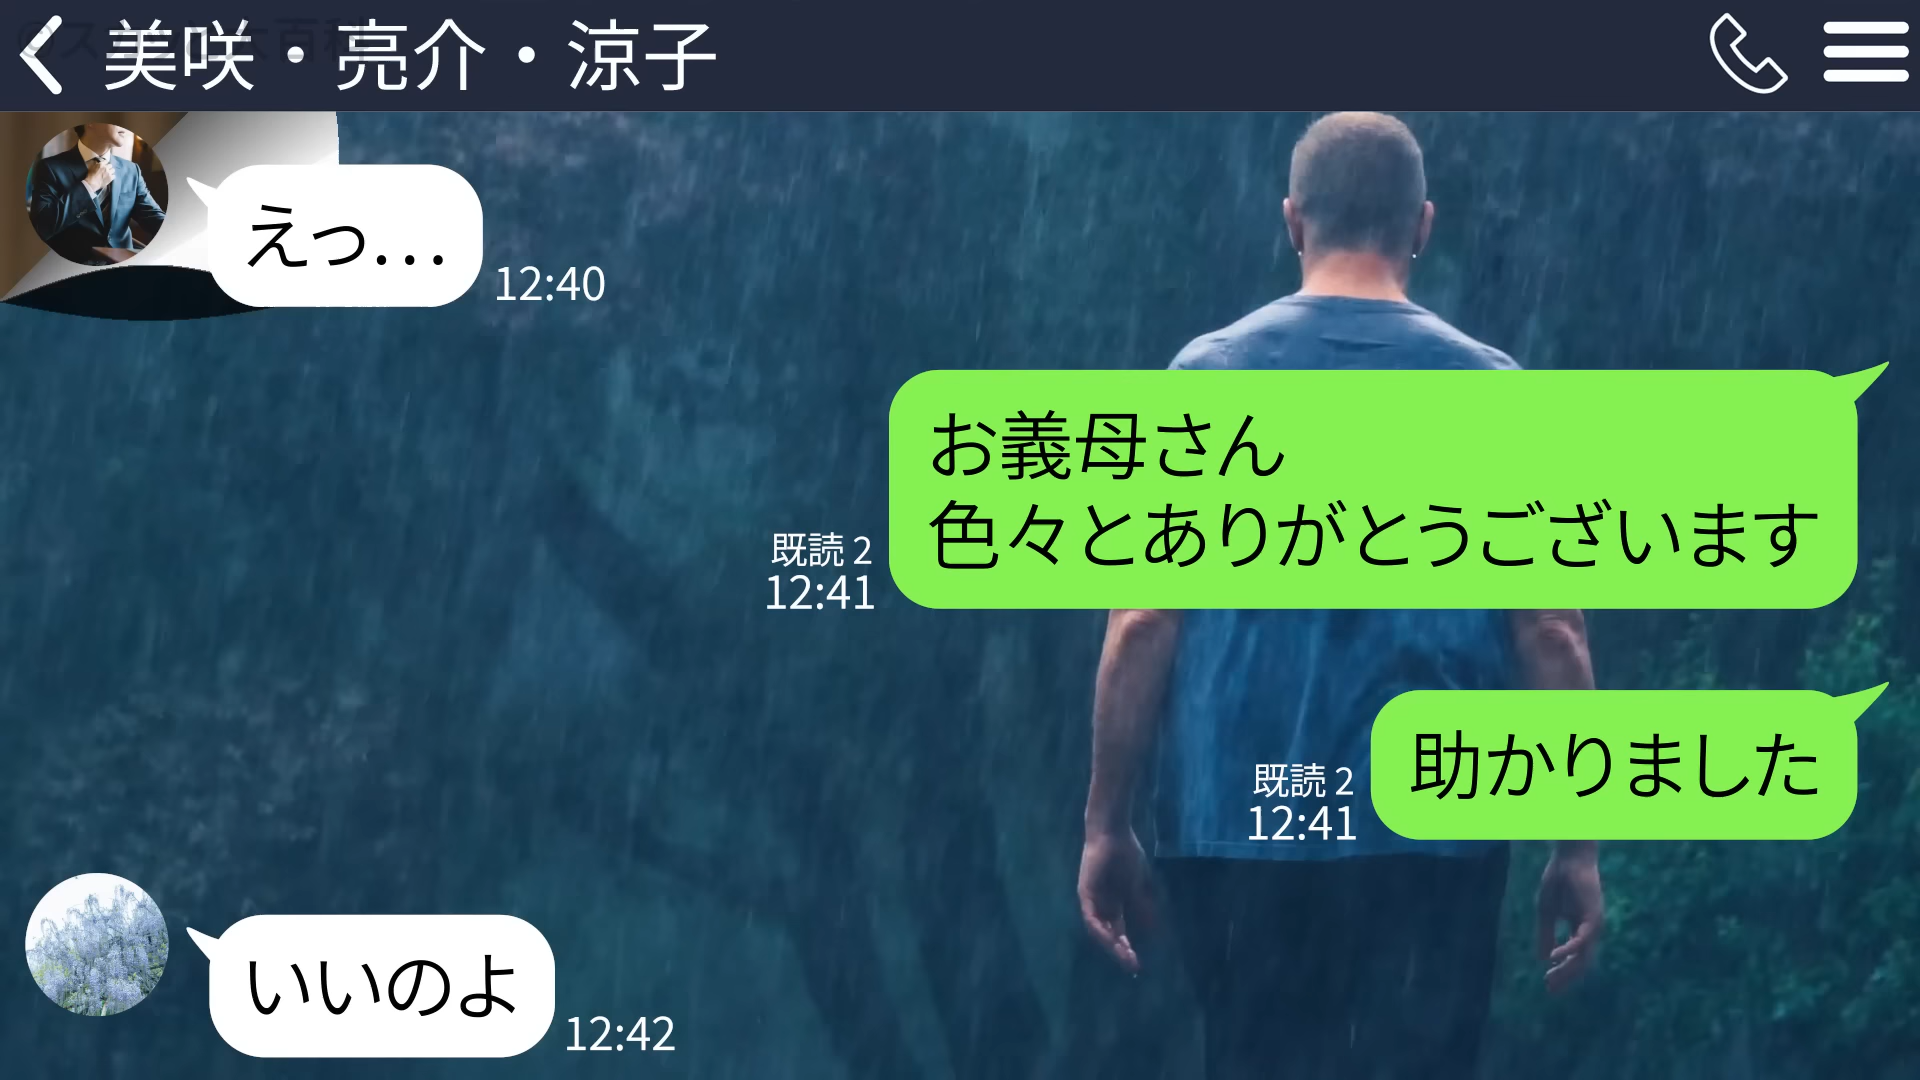 美咲・亮介・涼子
えっ…
12:40
お義母さん
色々とありがとうございます
既読 2
12:41
助かりました
既読 2
12:41
いいのよ
12:42